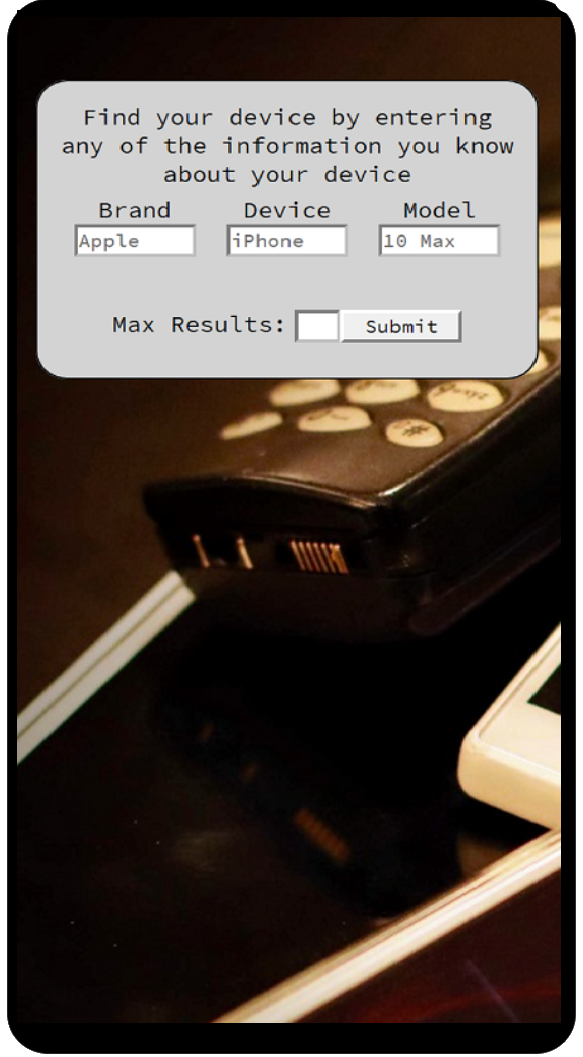 Find your device by entering
any of the information you know
about your device
Brand Device Model
Apple iPhone 10 Max
Max Results: Submit
#